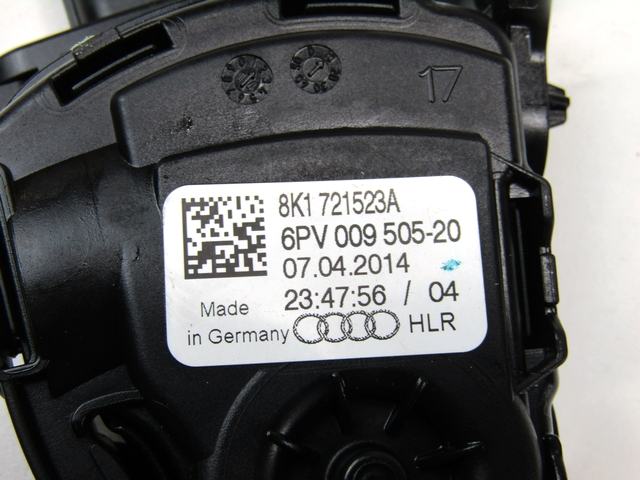 17
8K1 721523A
6PV 009 505-20
07.04.2014
23:47:56 / 04
Made
in Germany
HLR